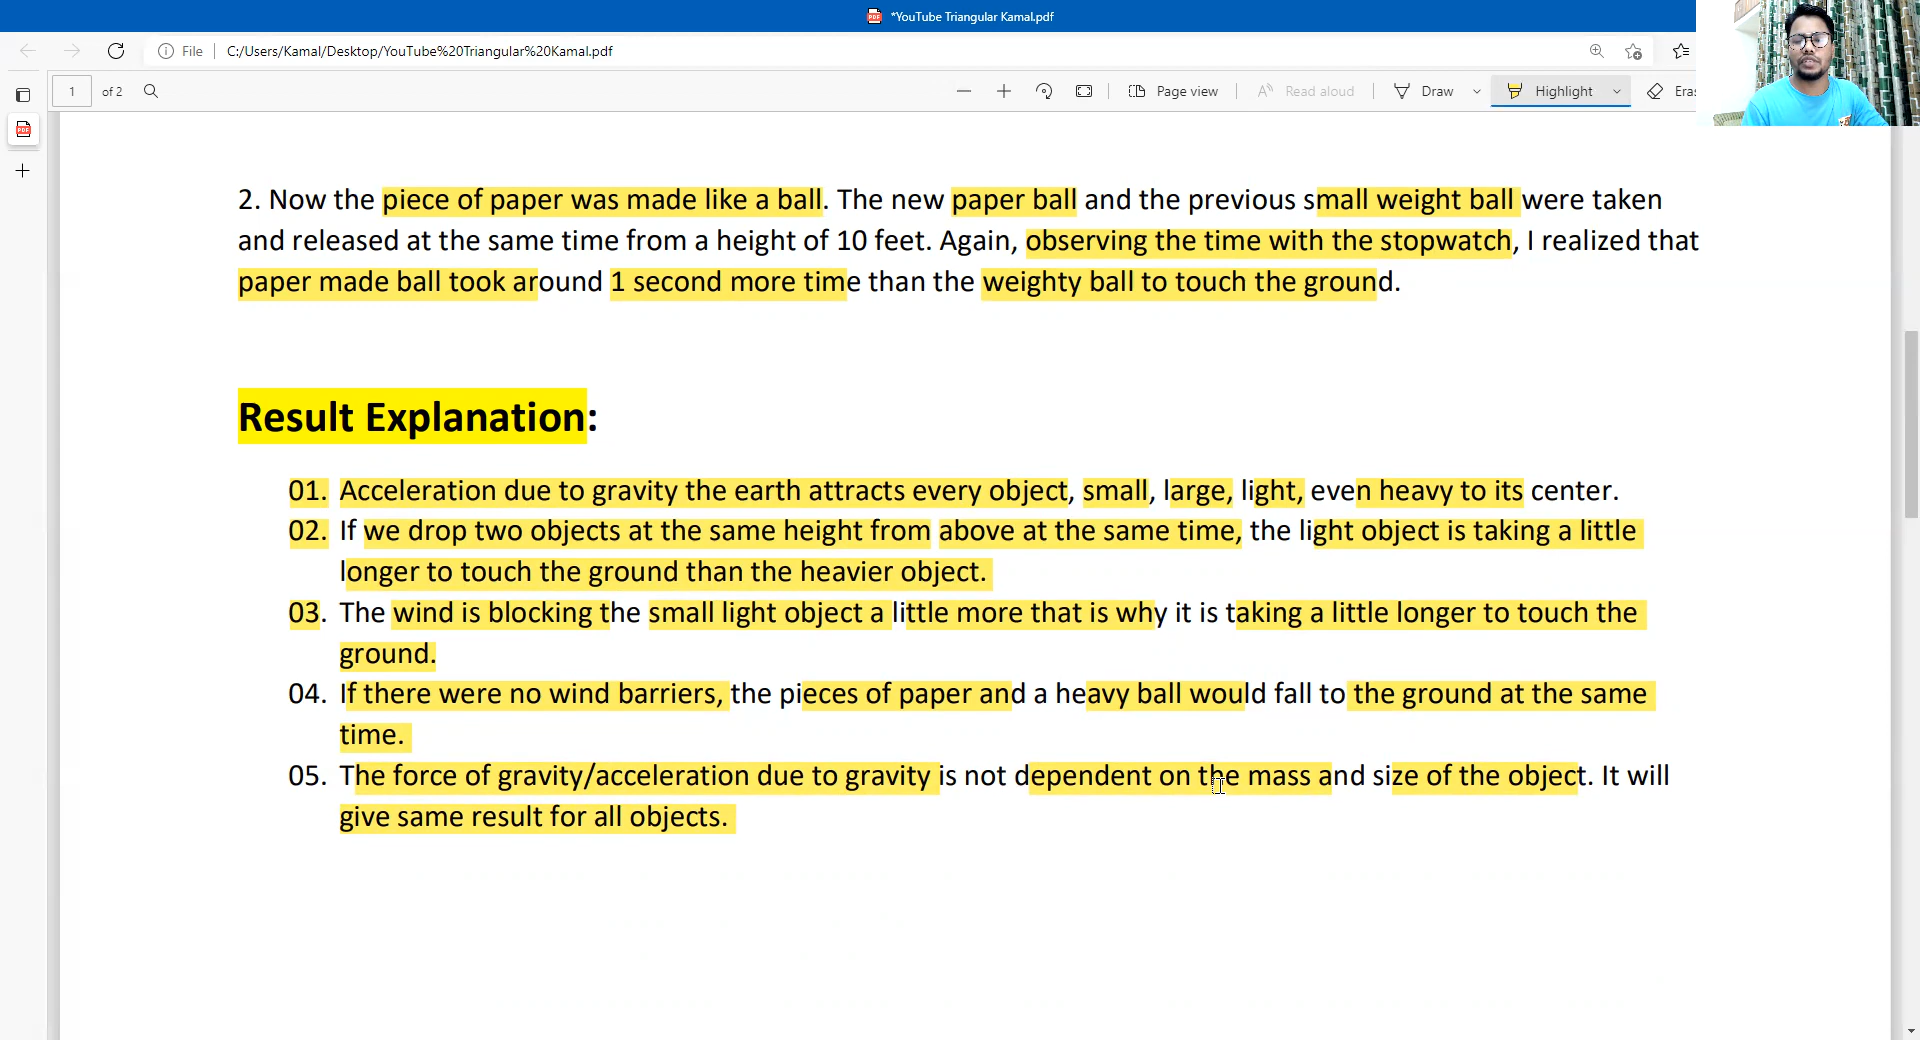 *YouTube Triangular Kamal.pdf
File
C:/Users/Kamal/Desktop/YouTube%20Triangular%20Kamal.pdf
1 of 2
Page view
Read aloud
Draw
Highlight
Eras
2. Now the piece of paper was made like a ball. The new paper ball and the previous small weight ball were taken
and released at the same time from a height of 10 feet. Again, observing the time with the stopwatch, I realized that
paper made ball took around 1 second more time than the weighty ball to touch the ground.
Result Explanation:
01. Acceleration due to gravity the earth attracts every object, small, large, light, even heavy to its center.
02. If we drop two objects at the same height from above at the same time, the light object is taking a little
longer to touch the ground than the heavier object.
03. The wind is blocking the small light object a little more that is why it is taking a little longer to touch the
ground.
04. If there were no wind barriers, the pieces of paper and a heavy ball would fall to the ground at the same
time.
05. The force of gravity/acceleration due to gravity is not dependent on the mass and size of the object. It will
give same result for all objects.